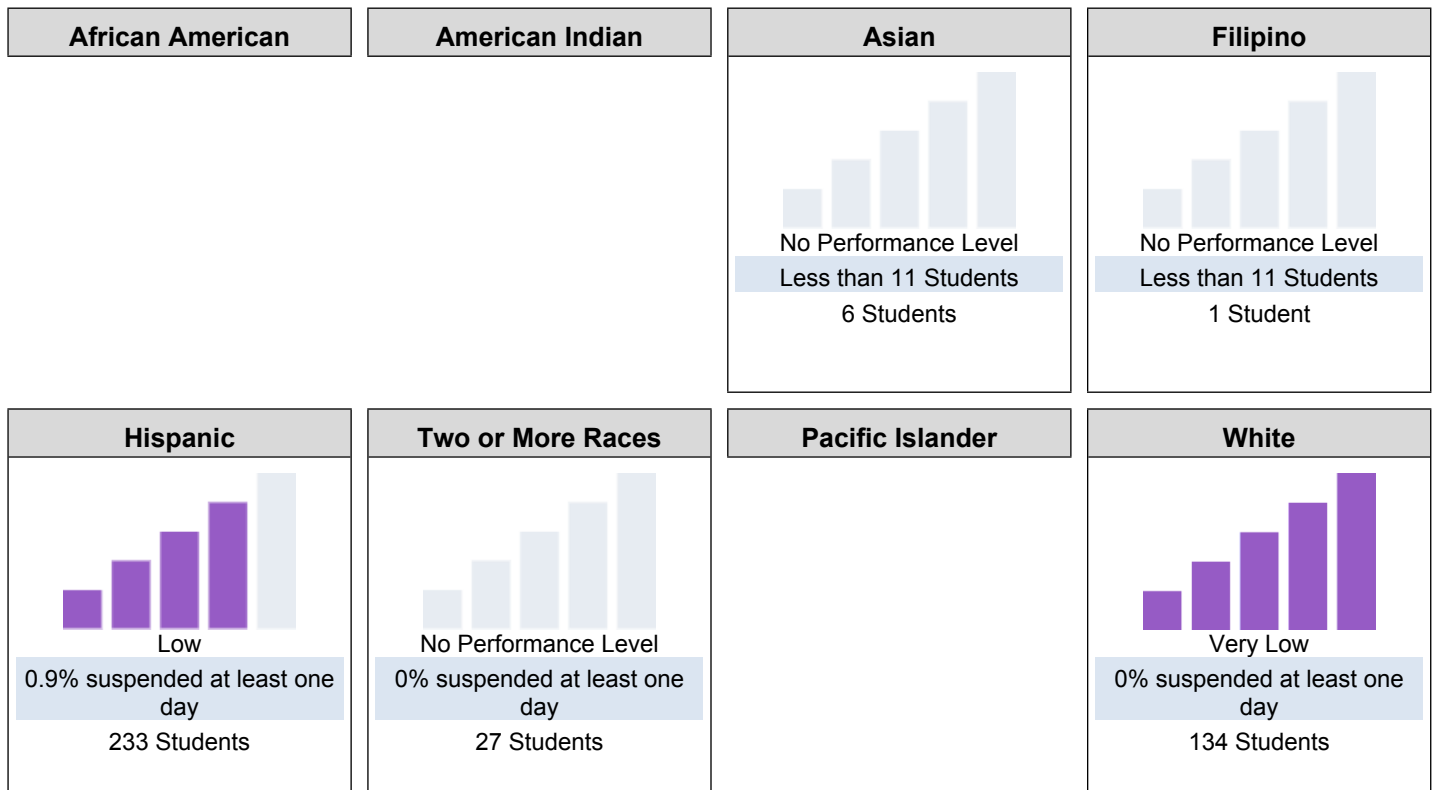 African American
American Indian
Asian
Filipino
No Performance Level
Less than 11 Students
6 Students
No Performance Level
Less than 11 Students
1 Student
Hispanic
Two or More Races
Pacific Islander
White
Low
0.9% suspended at least one
day
233 Students
No Performance Level
0% suspended at least one
day
27 Students
Very Low
0% suspended at least one
day
134 Students